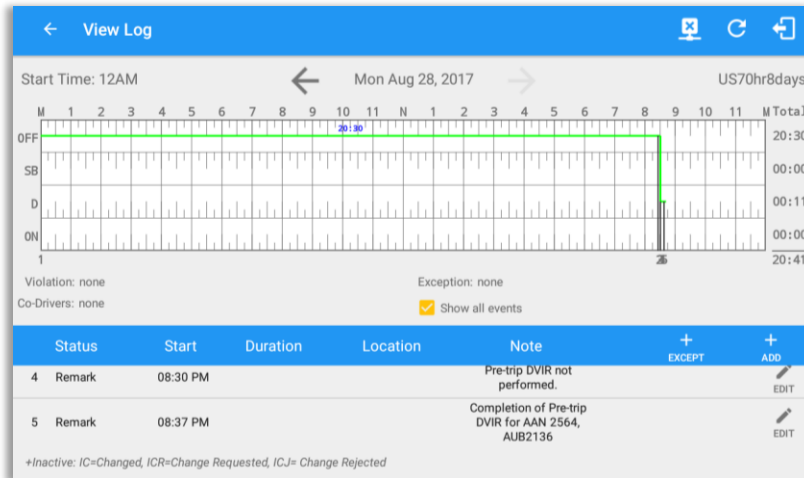 View Log
Start Time: 12AM Mon Aug 28, 2017 US70hr8days
M 1 2 3 4 5 6 7 8 9 10 11 N 1 2 3 4 5 6 7 8 9 10 11 M Total
20:30
OFF 20:30
SB 00:00
D 00:11
ON 00:00
1 20:41
Violation: none Exception: none
Co-Drivers: none Show all events
Status Start Duration Location Note + EXCEPT + ADD
4 Remark 08:30 PM Pre-trip DVIR not
performed.
EDIT
5 Remark 08:37 PM Completion of Pre-trip
DVIR for AAN 2564,
AUB2136
EDIT
+Inactive: IC=Changed, ICR=Change Requested, ICJ= Change Rejected